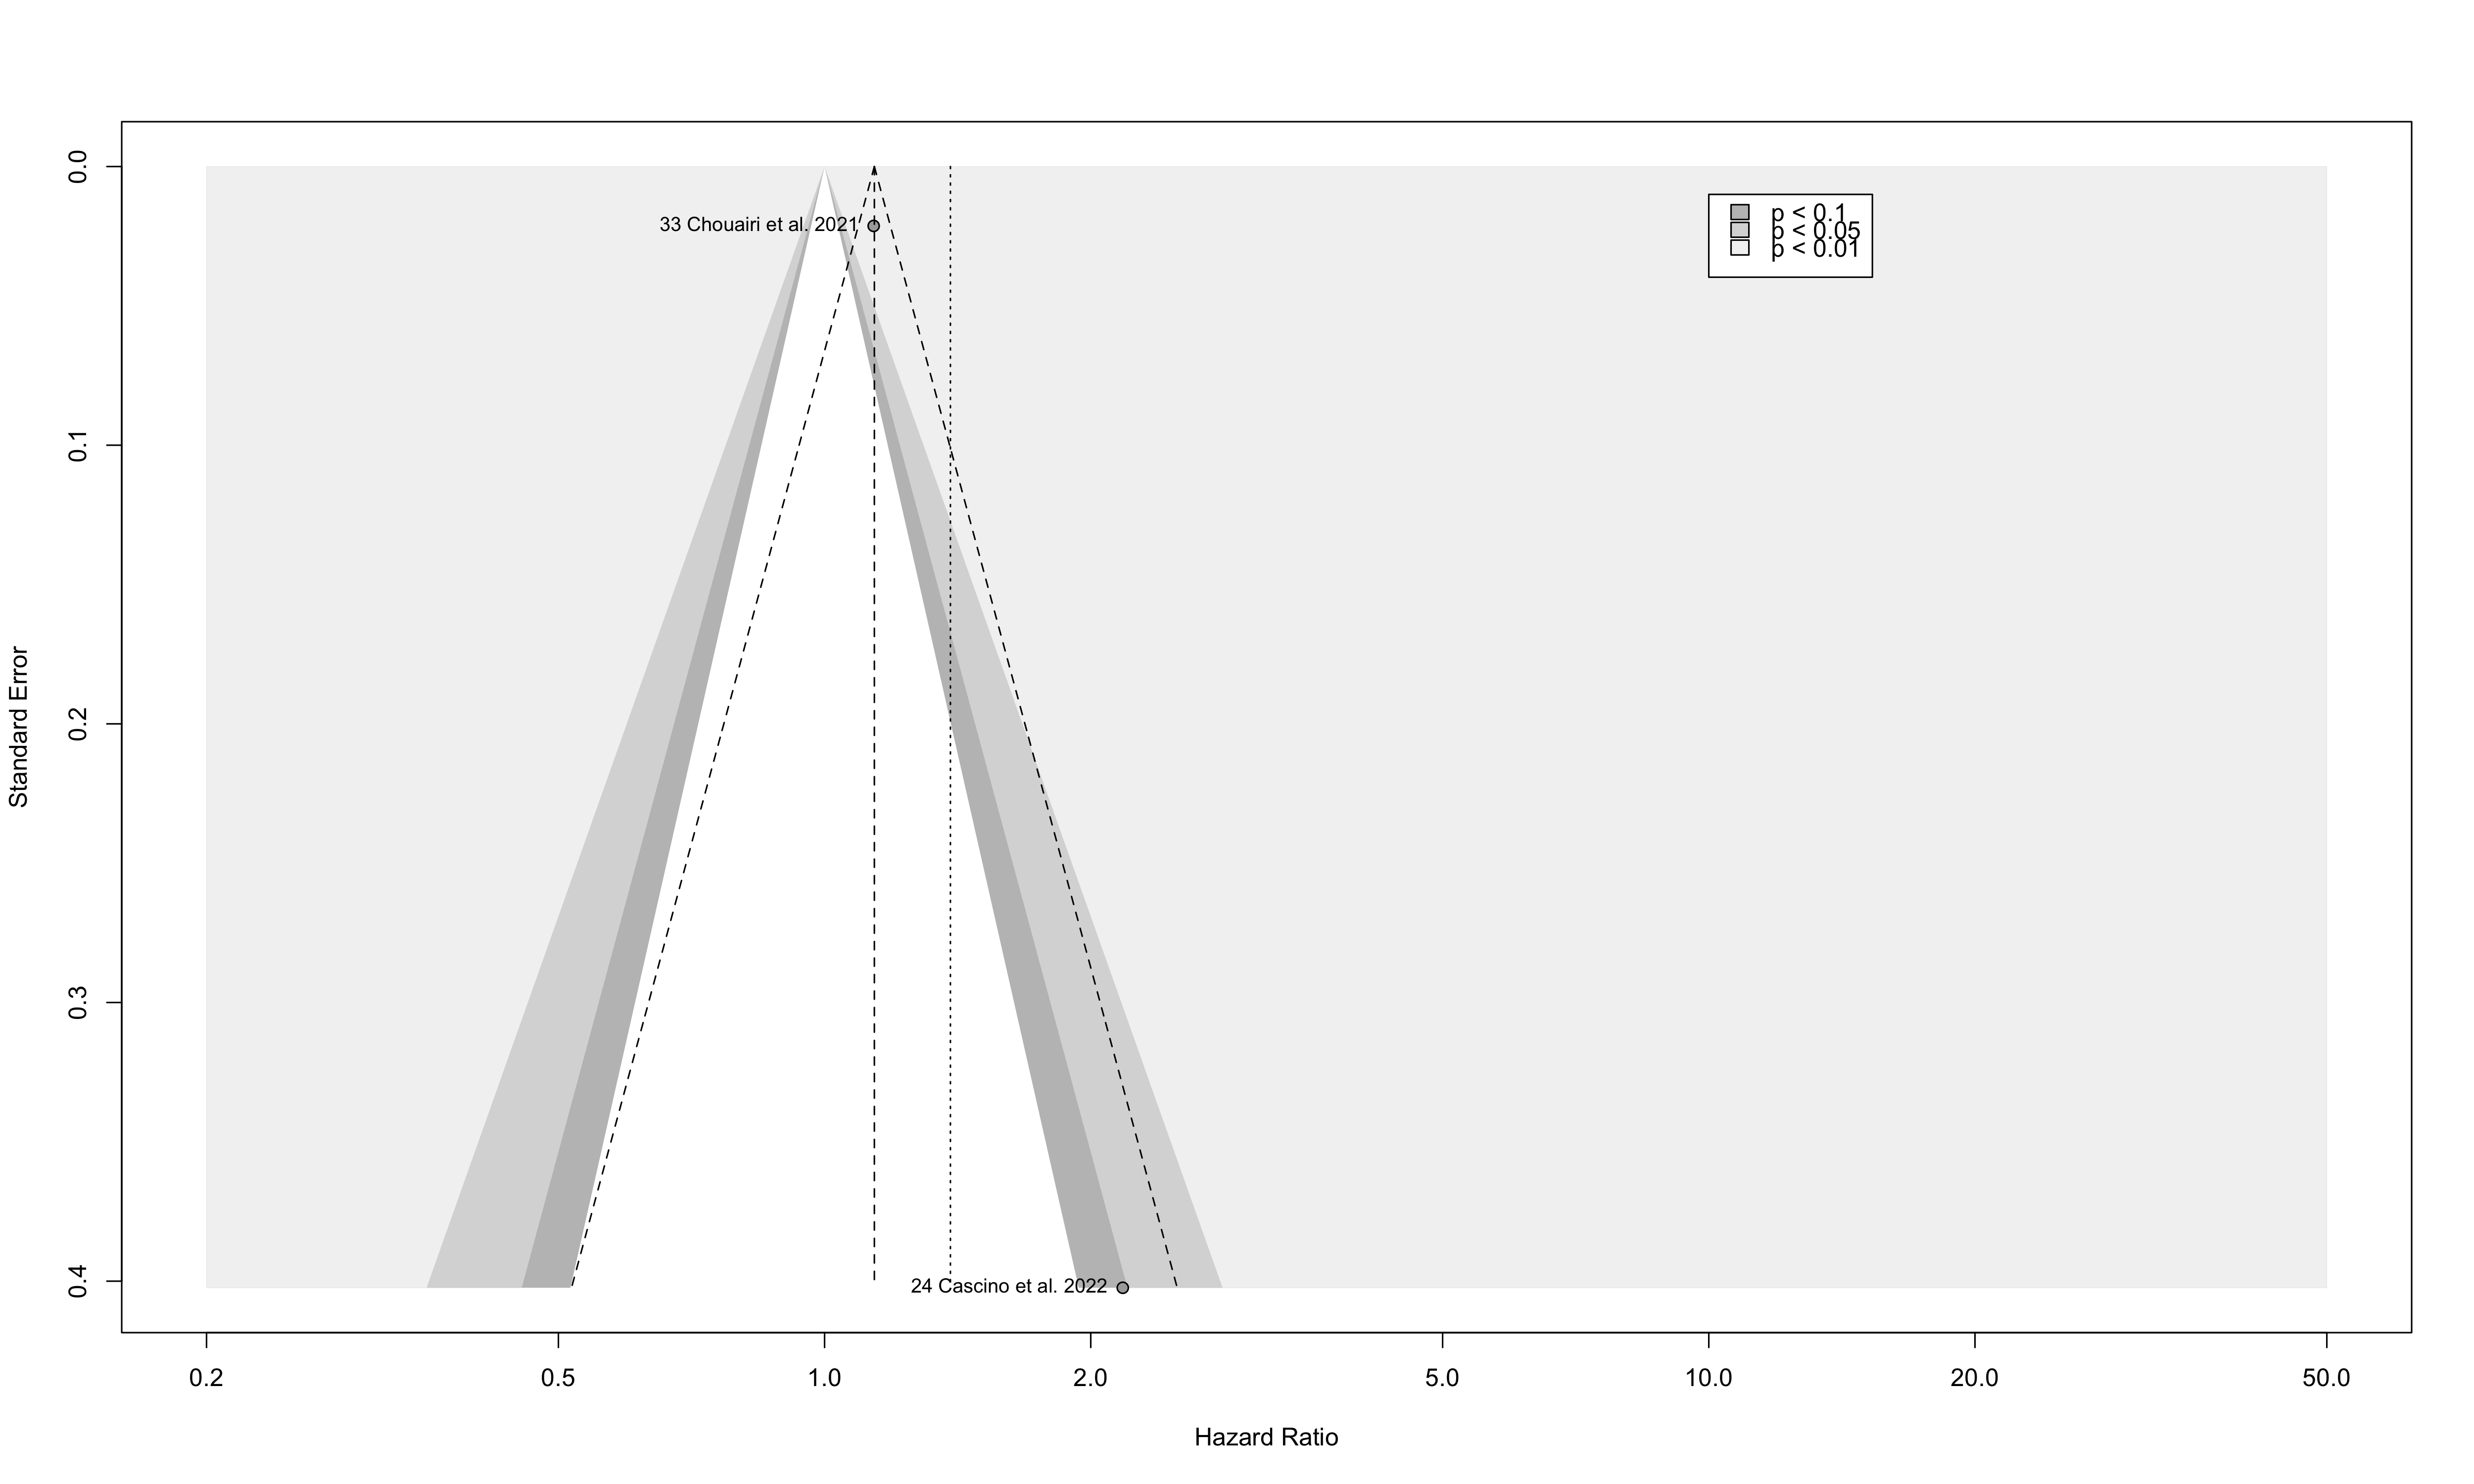 33 Chouairi et al. 2021
p < 0.1
p < 0.05
p < 0.01
0.0
0.1
0.2
0.3
0.4
Standard Error
24 Cascino et al. 2022
0.2 0.5 1.0 2.0 5.0 10.0 20.0 50.0
Hazard Ratio